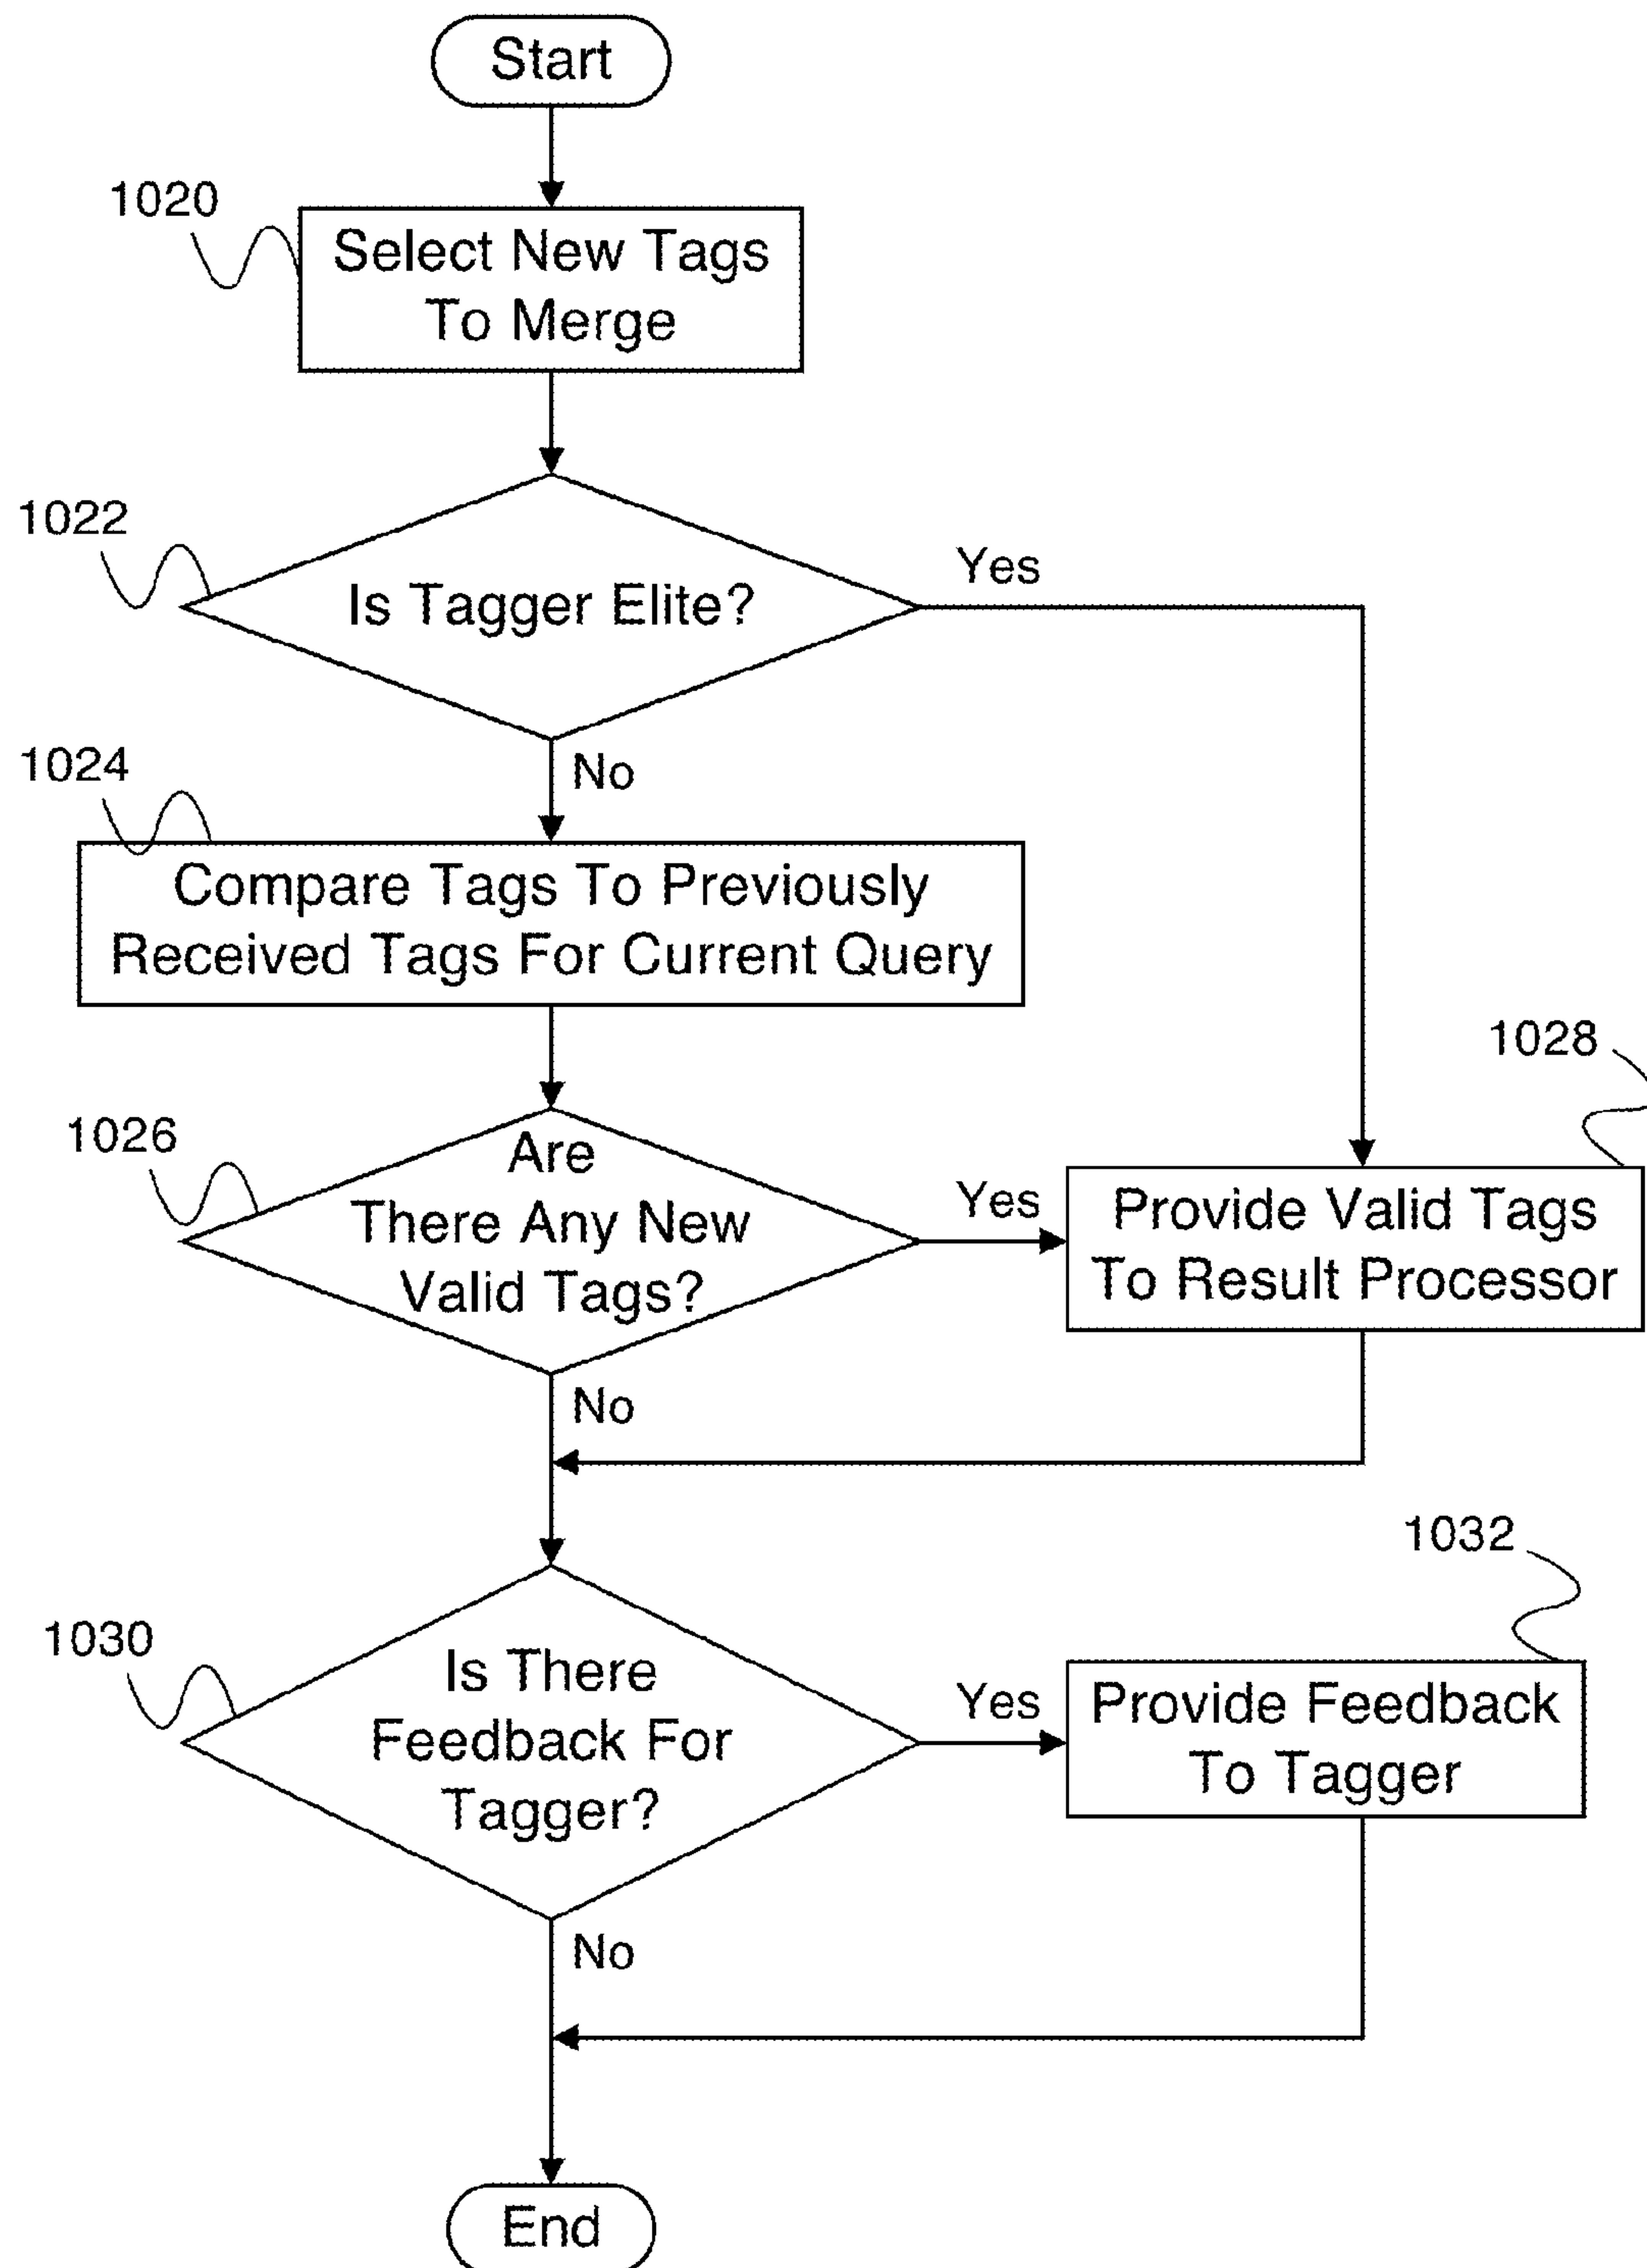 Start
1020
Select New Tags
To Merge
1022
Is Tagger Elite?
Yes
No
1024
Compare Tags To Previously
Received Tags For Current Query
1028
1026
Are
There Any New
Valid Tags?
Yes
Provide Valid Tags
To Result Processor
No
1032
1030
Is There
Feedback For
Tagger?
Yes
Provide Feedback
To Tagger
No
End